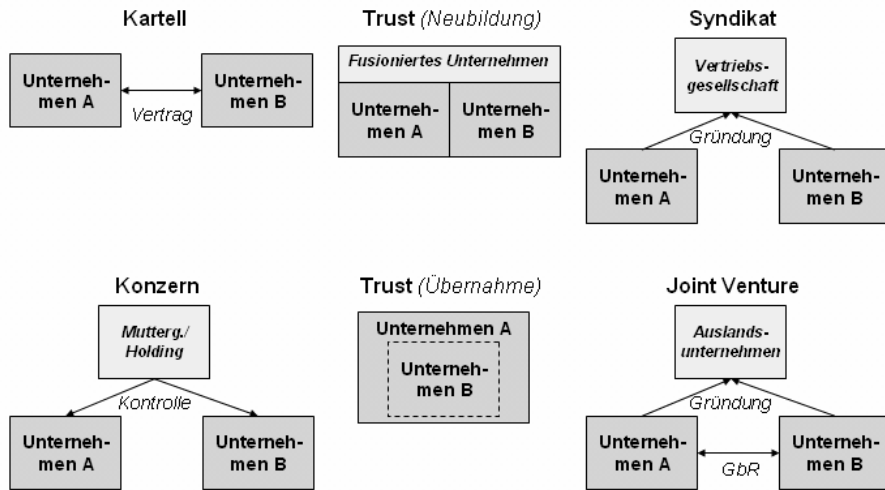 Kartell
Unterneh-
men A
Vertrag
Unterneh-
men B
Trust (Neubildung)
Fusioniertes Unternehmen
Unterneh-
men A
Unterneh-
men B
Syndikat
Vertriebs-
gesellschaft
Gründung
Unterneh-
men A
Unterneh-
men B
Konzern
Mutterg./
Holding
Kontrolle
Unterneh-
men A
Unterneh-
men B
Trust (Übernahme)
Unternehmen A
Unterneh-
men B
Joint Venture
Auslands-
unternehmen
Gründung
Unterneh-
men A
GbR
Unterneh-
men B